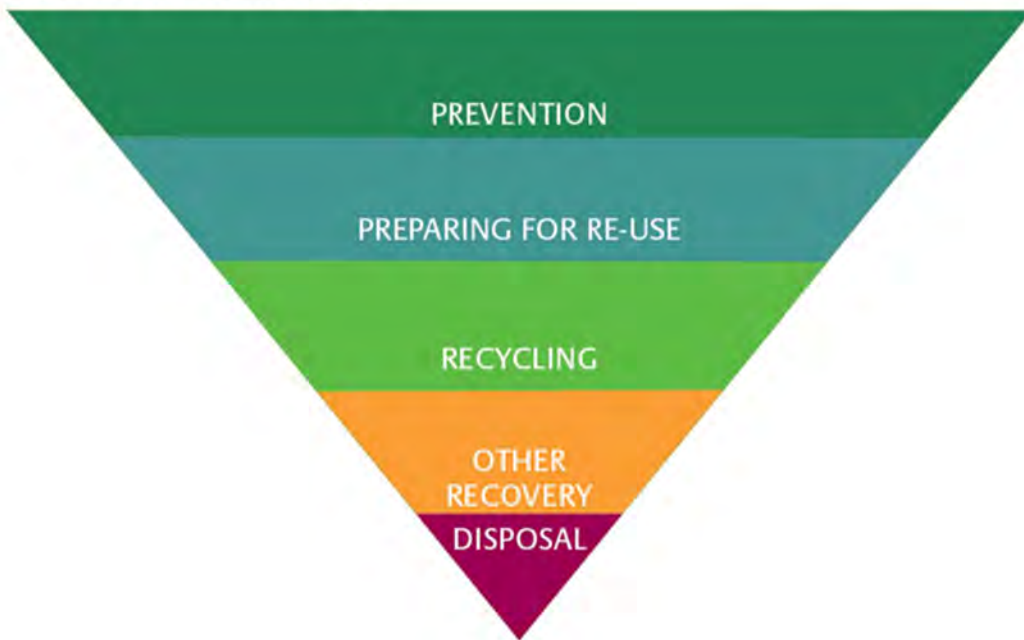 PREVENTION
PREPARING FOR RE-USE
RECYCLING
OTHER
RECOVERY
DISPOSAL